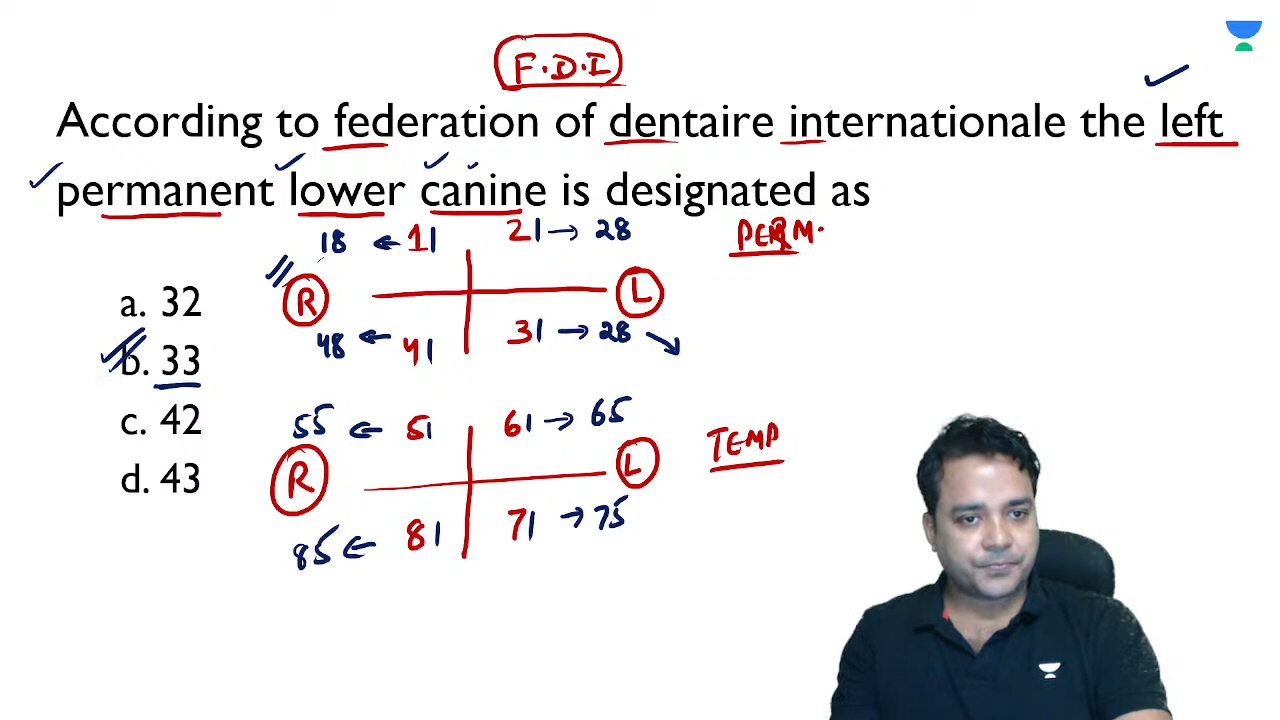 F.D.I
According to federation of dentaire internationale the left
permanent lower canine is designated as
18 ← 11 21 → 28 PERM.
a. 32 R L
48 ← 41 31 → 28
b. 33
55 ← 51 61 → 65
c. 42 TEMP
d. 43 R L
85 ← 81 71 → 75